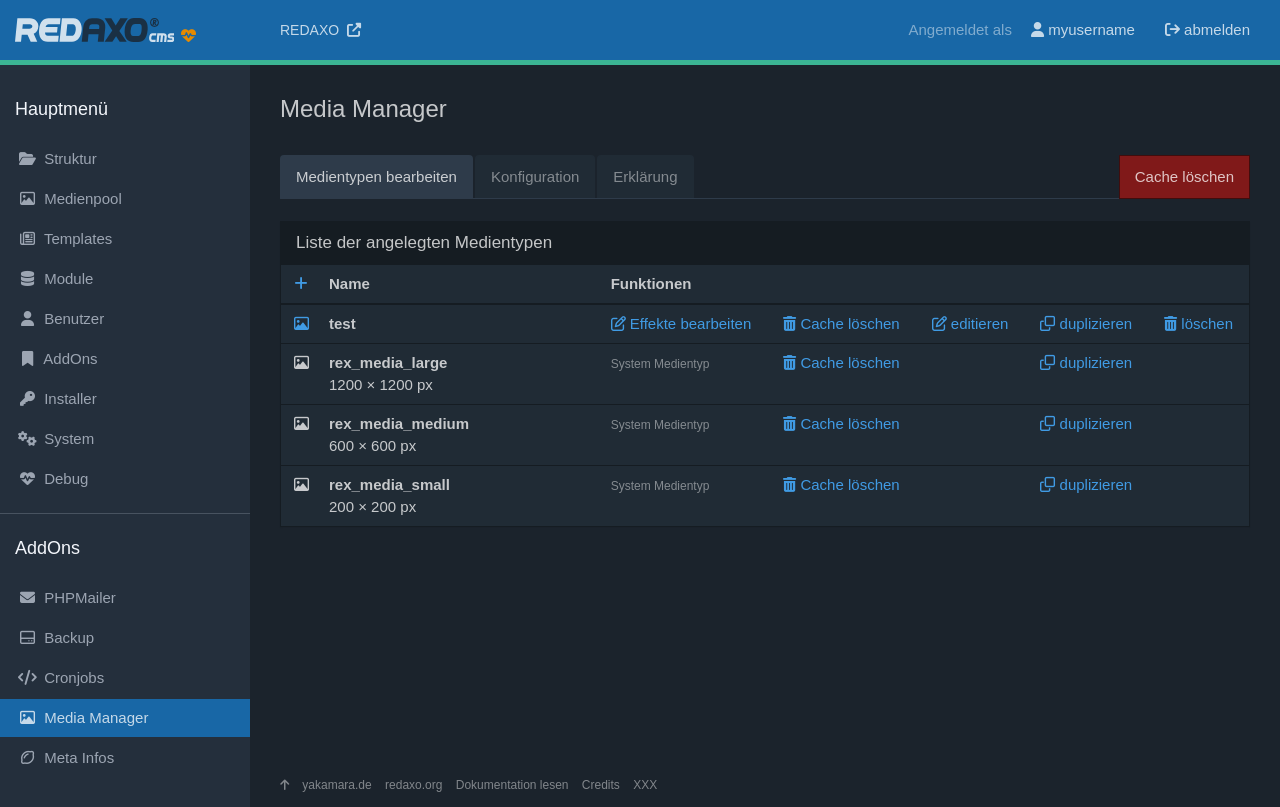 REDAXO® cms
REDAXO
Angemeldet als myusername abmelden
Hauptmenü
Struktur
Medienpool
Templates
Module
Benutzer
AddOns
Installer
System
Debug
AddOns
PHPMailer
Backup
Cronjobs
Media Manager
Meta Infos
Media Manager
Medientypen bearbeiten Konfiguration Erklärung Cache löschen
Liste der angelegten Medientypen
Name Funktionen
test Effekte bearbeiten Cache löschen editieren duplizieren löschen
rex_media_large System Medientyp Cache löschen duplizieren
1200 × 1200 px
rex_media_medium System Medientyp Cache löschen duplizieren
600 × 600 px
rex_media_small System Medientyp Cache löschen duplizieren
200 × 200 px
yakamara.de redaxo.org Dokumentation lesen Credits XXX